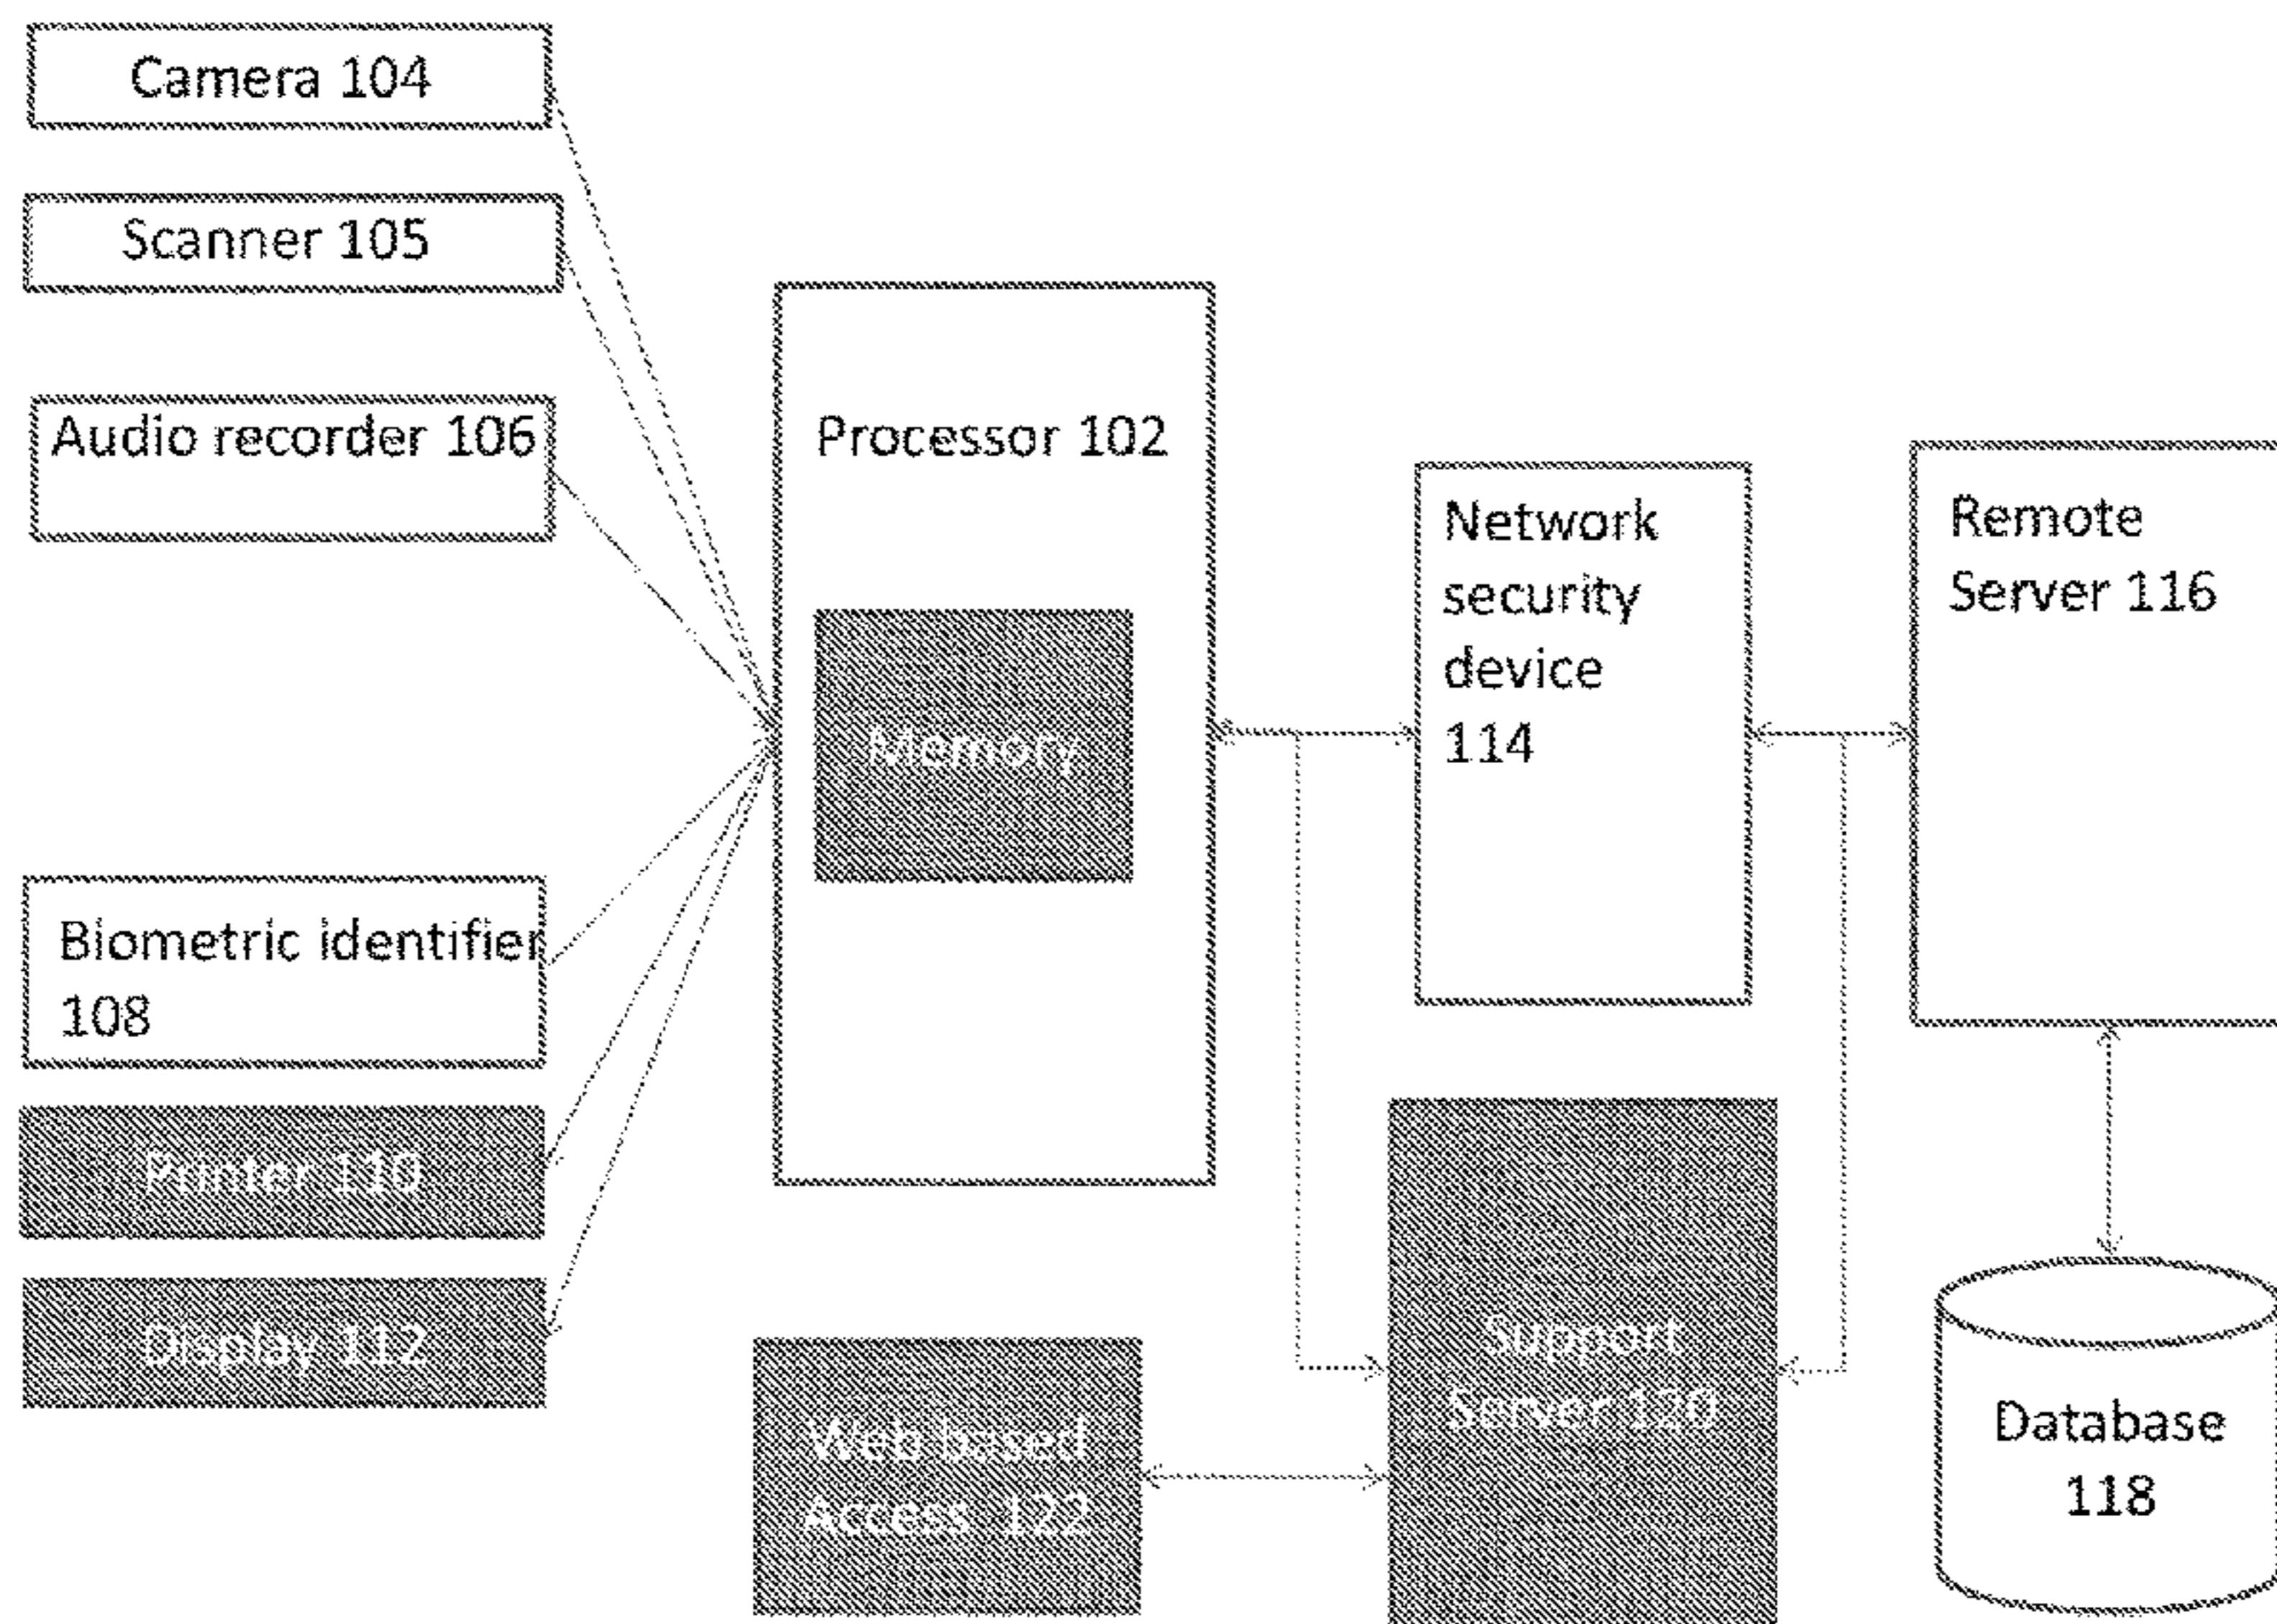 Camera 104
Scanner 105
Audio recorder 106
Processor 102
Memory
Network
security
device
114
Remote
Server 116
Biometric identifier
108
Printer 110
Display 112
Web based
Access 122
Support
Server 120
Database
118